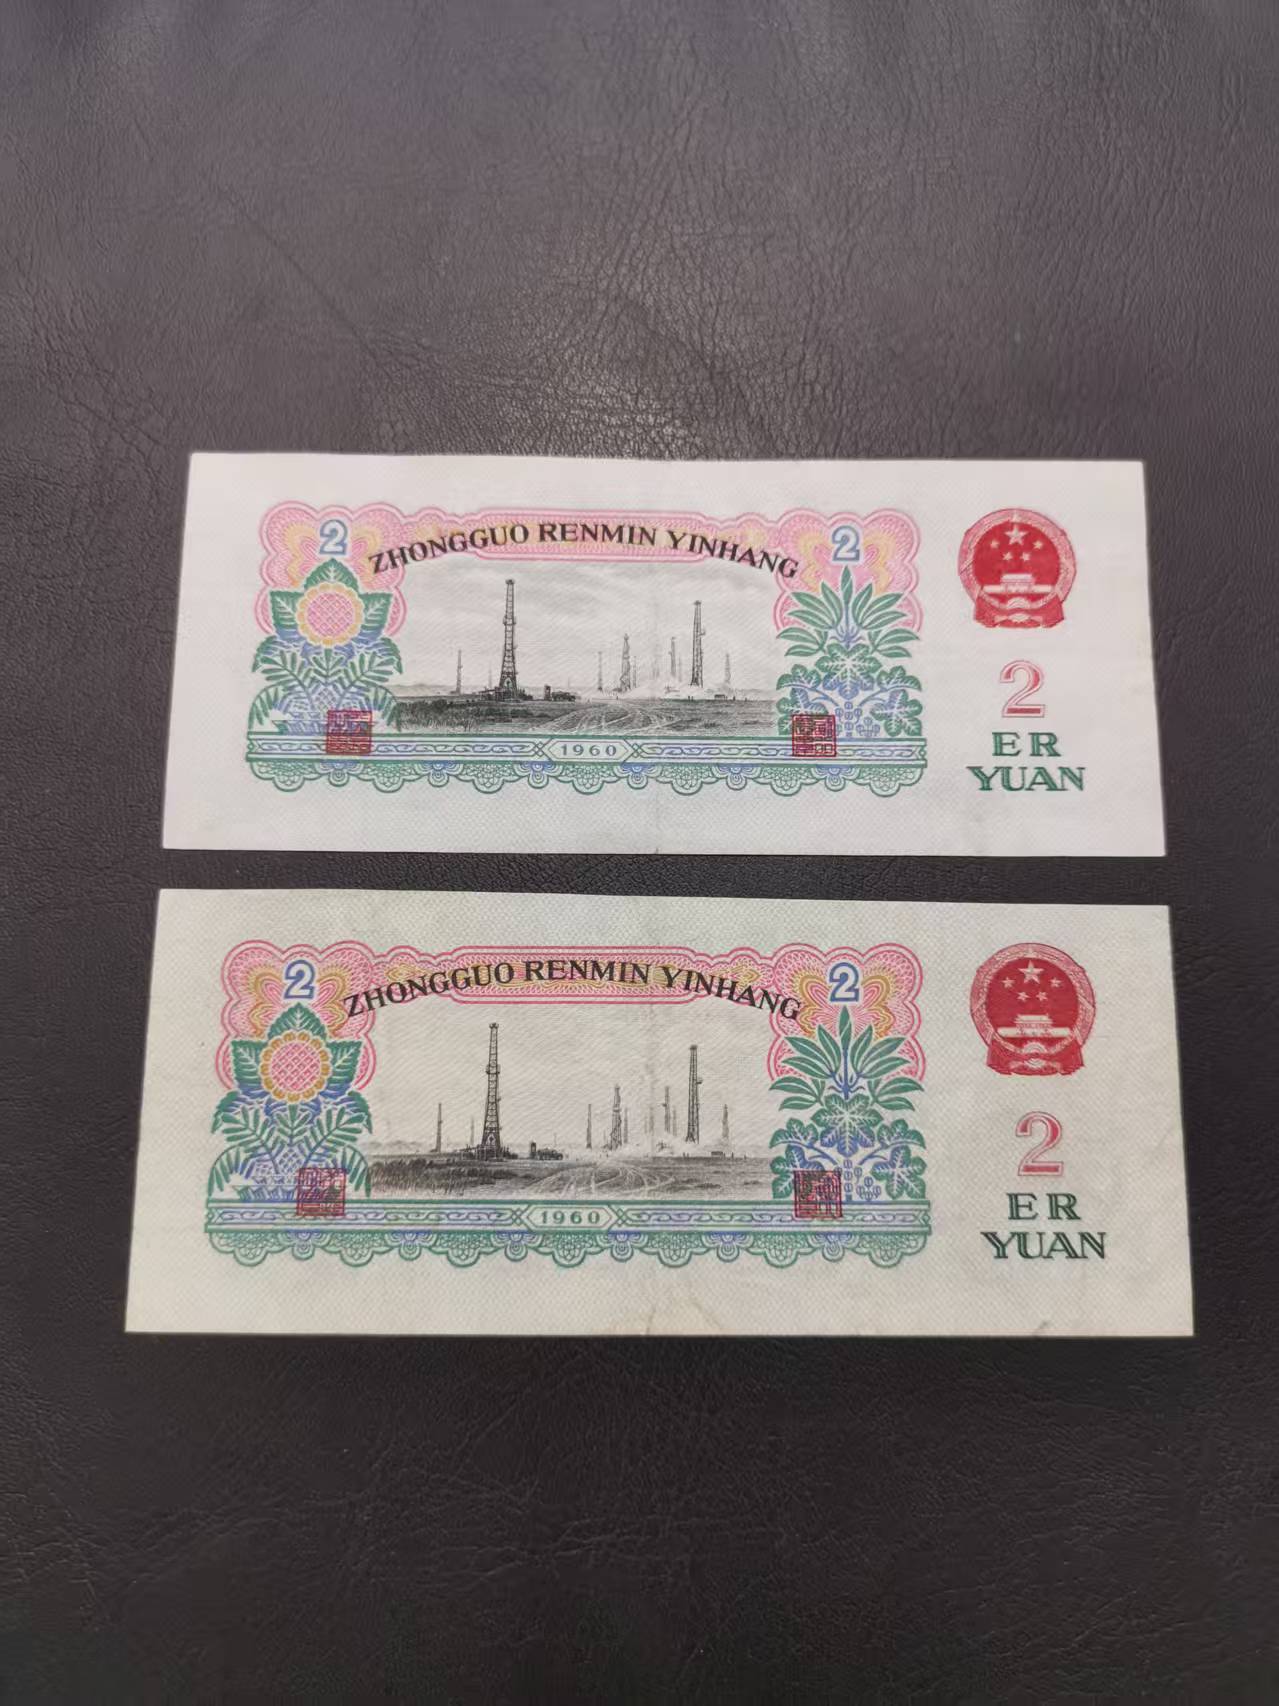 2 2
ZHONGGUO RENMIN YINHANG
2
1960
ER
YUAN
2 2
ZHONGGUO RENMIN YINHANG
2
1960
ER
YUAN